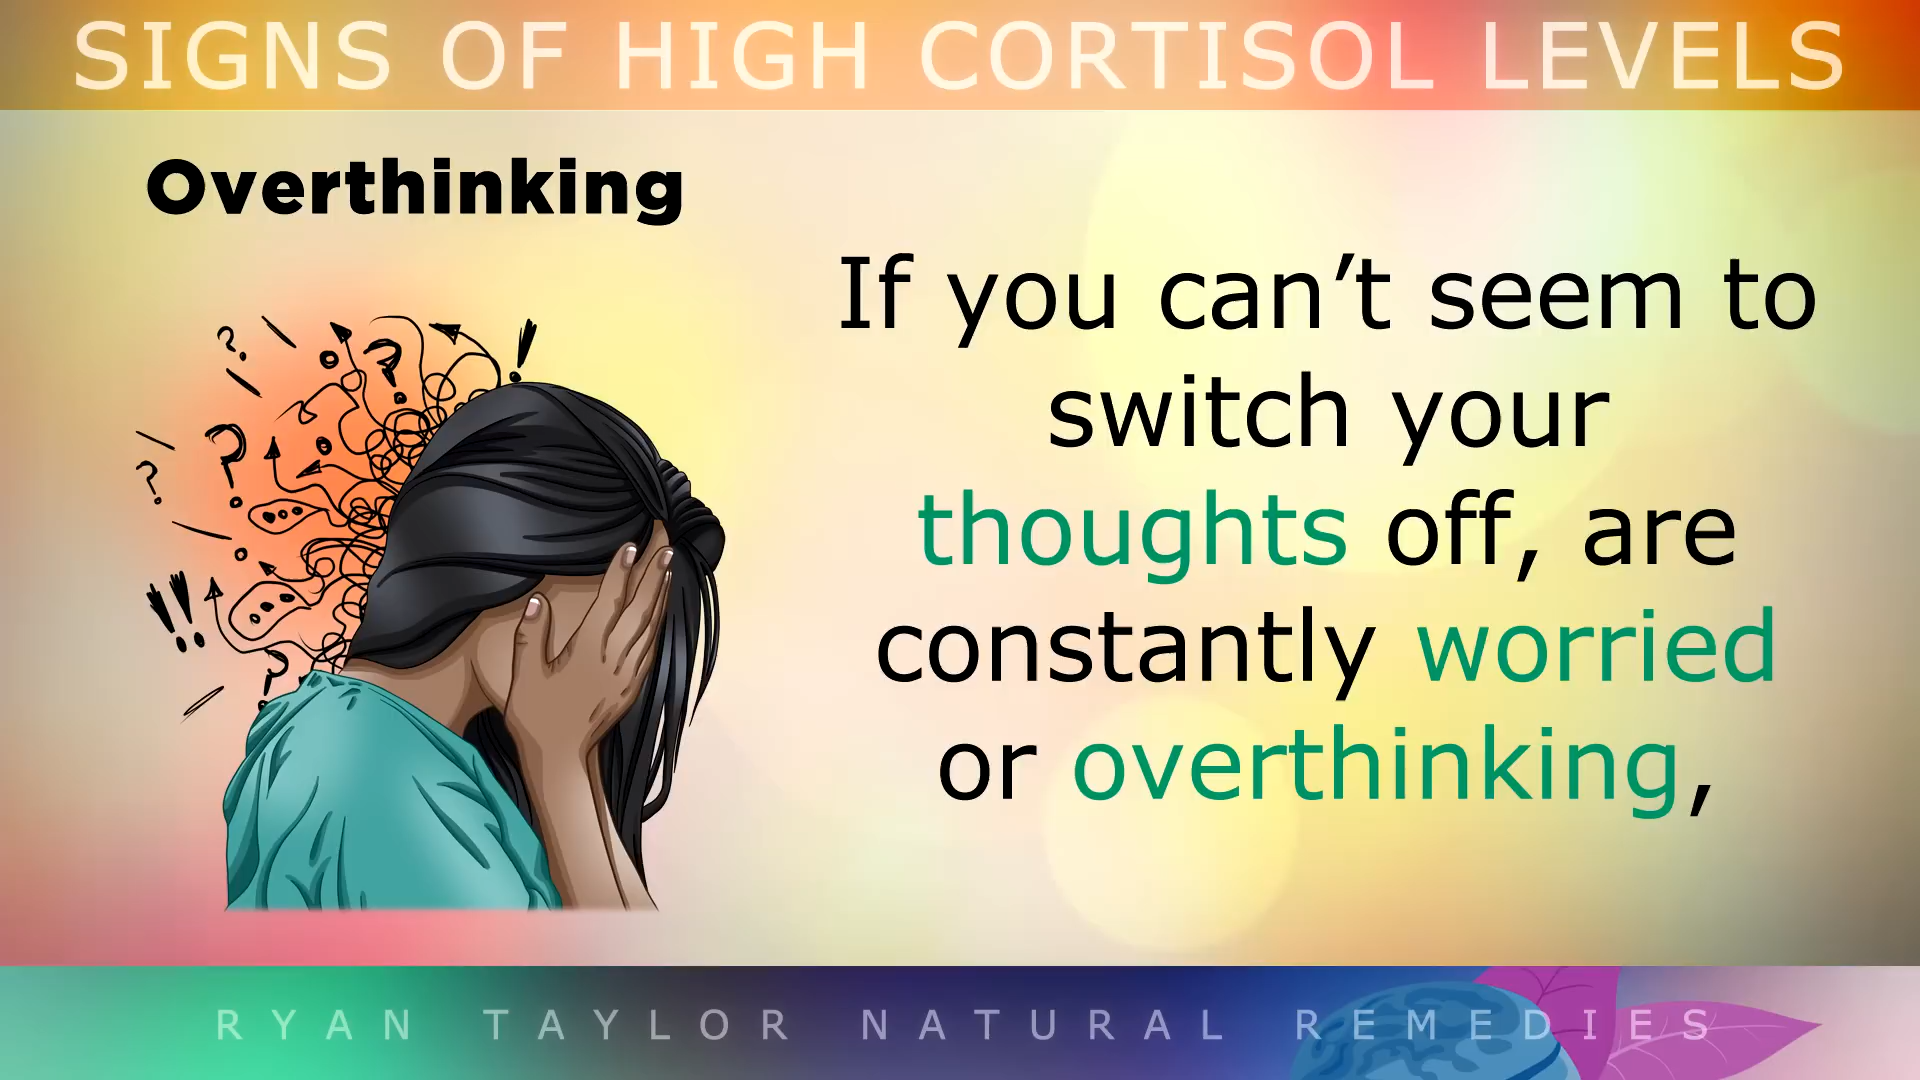 SIGNS OF HIGH CORTISOL LEVELS
Overthinking
If you can’t seem to
switch your
thoughts off, are
constantly worried
or overthinking,
RYAN TAYLOR NATURAL REMEDIES